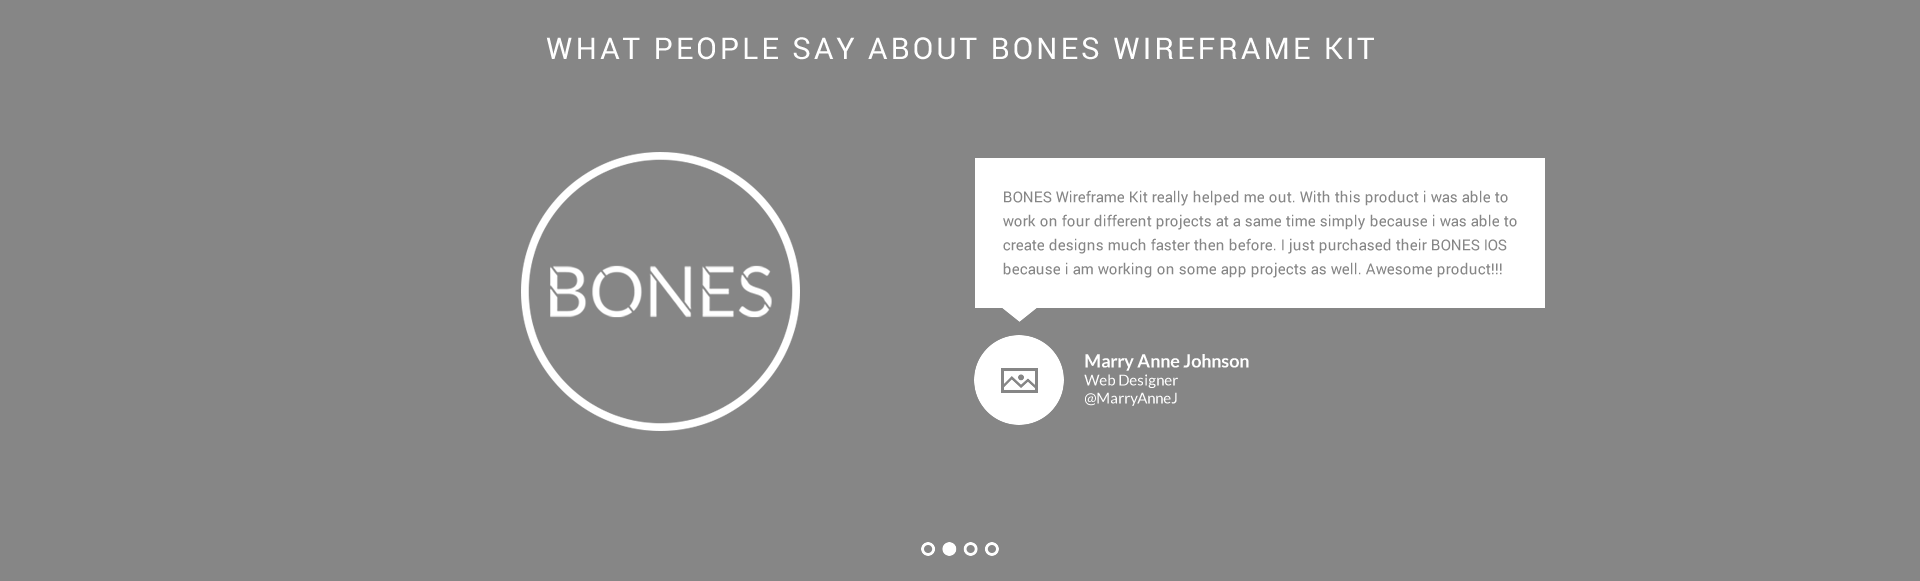 WHAT PEOPLE SAY ABOUT BONES WIREFRAME KIT
BONES
BONES Wireframe Kit really helped me out. With this product i was able to
work on four different projects at a same time simply because i was able to
create designs much faster then before. I just purchased their BONES IOS
because i am working on some app projects as well. Awesome product!!!
Marry Anne Johnson
Web Designer
@MarryAnneJ